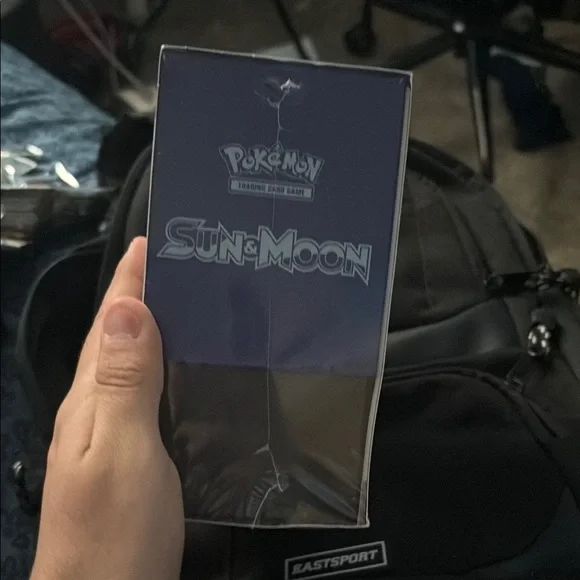 POKéMON
TRADING CARD GAME
SUN & MOON
EASTSPORT